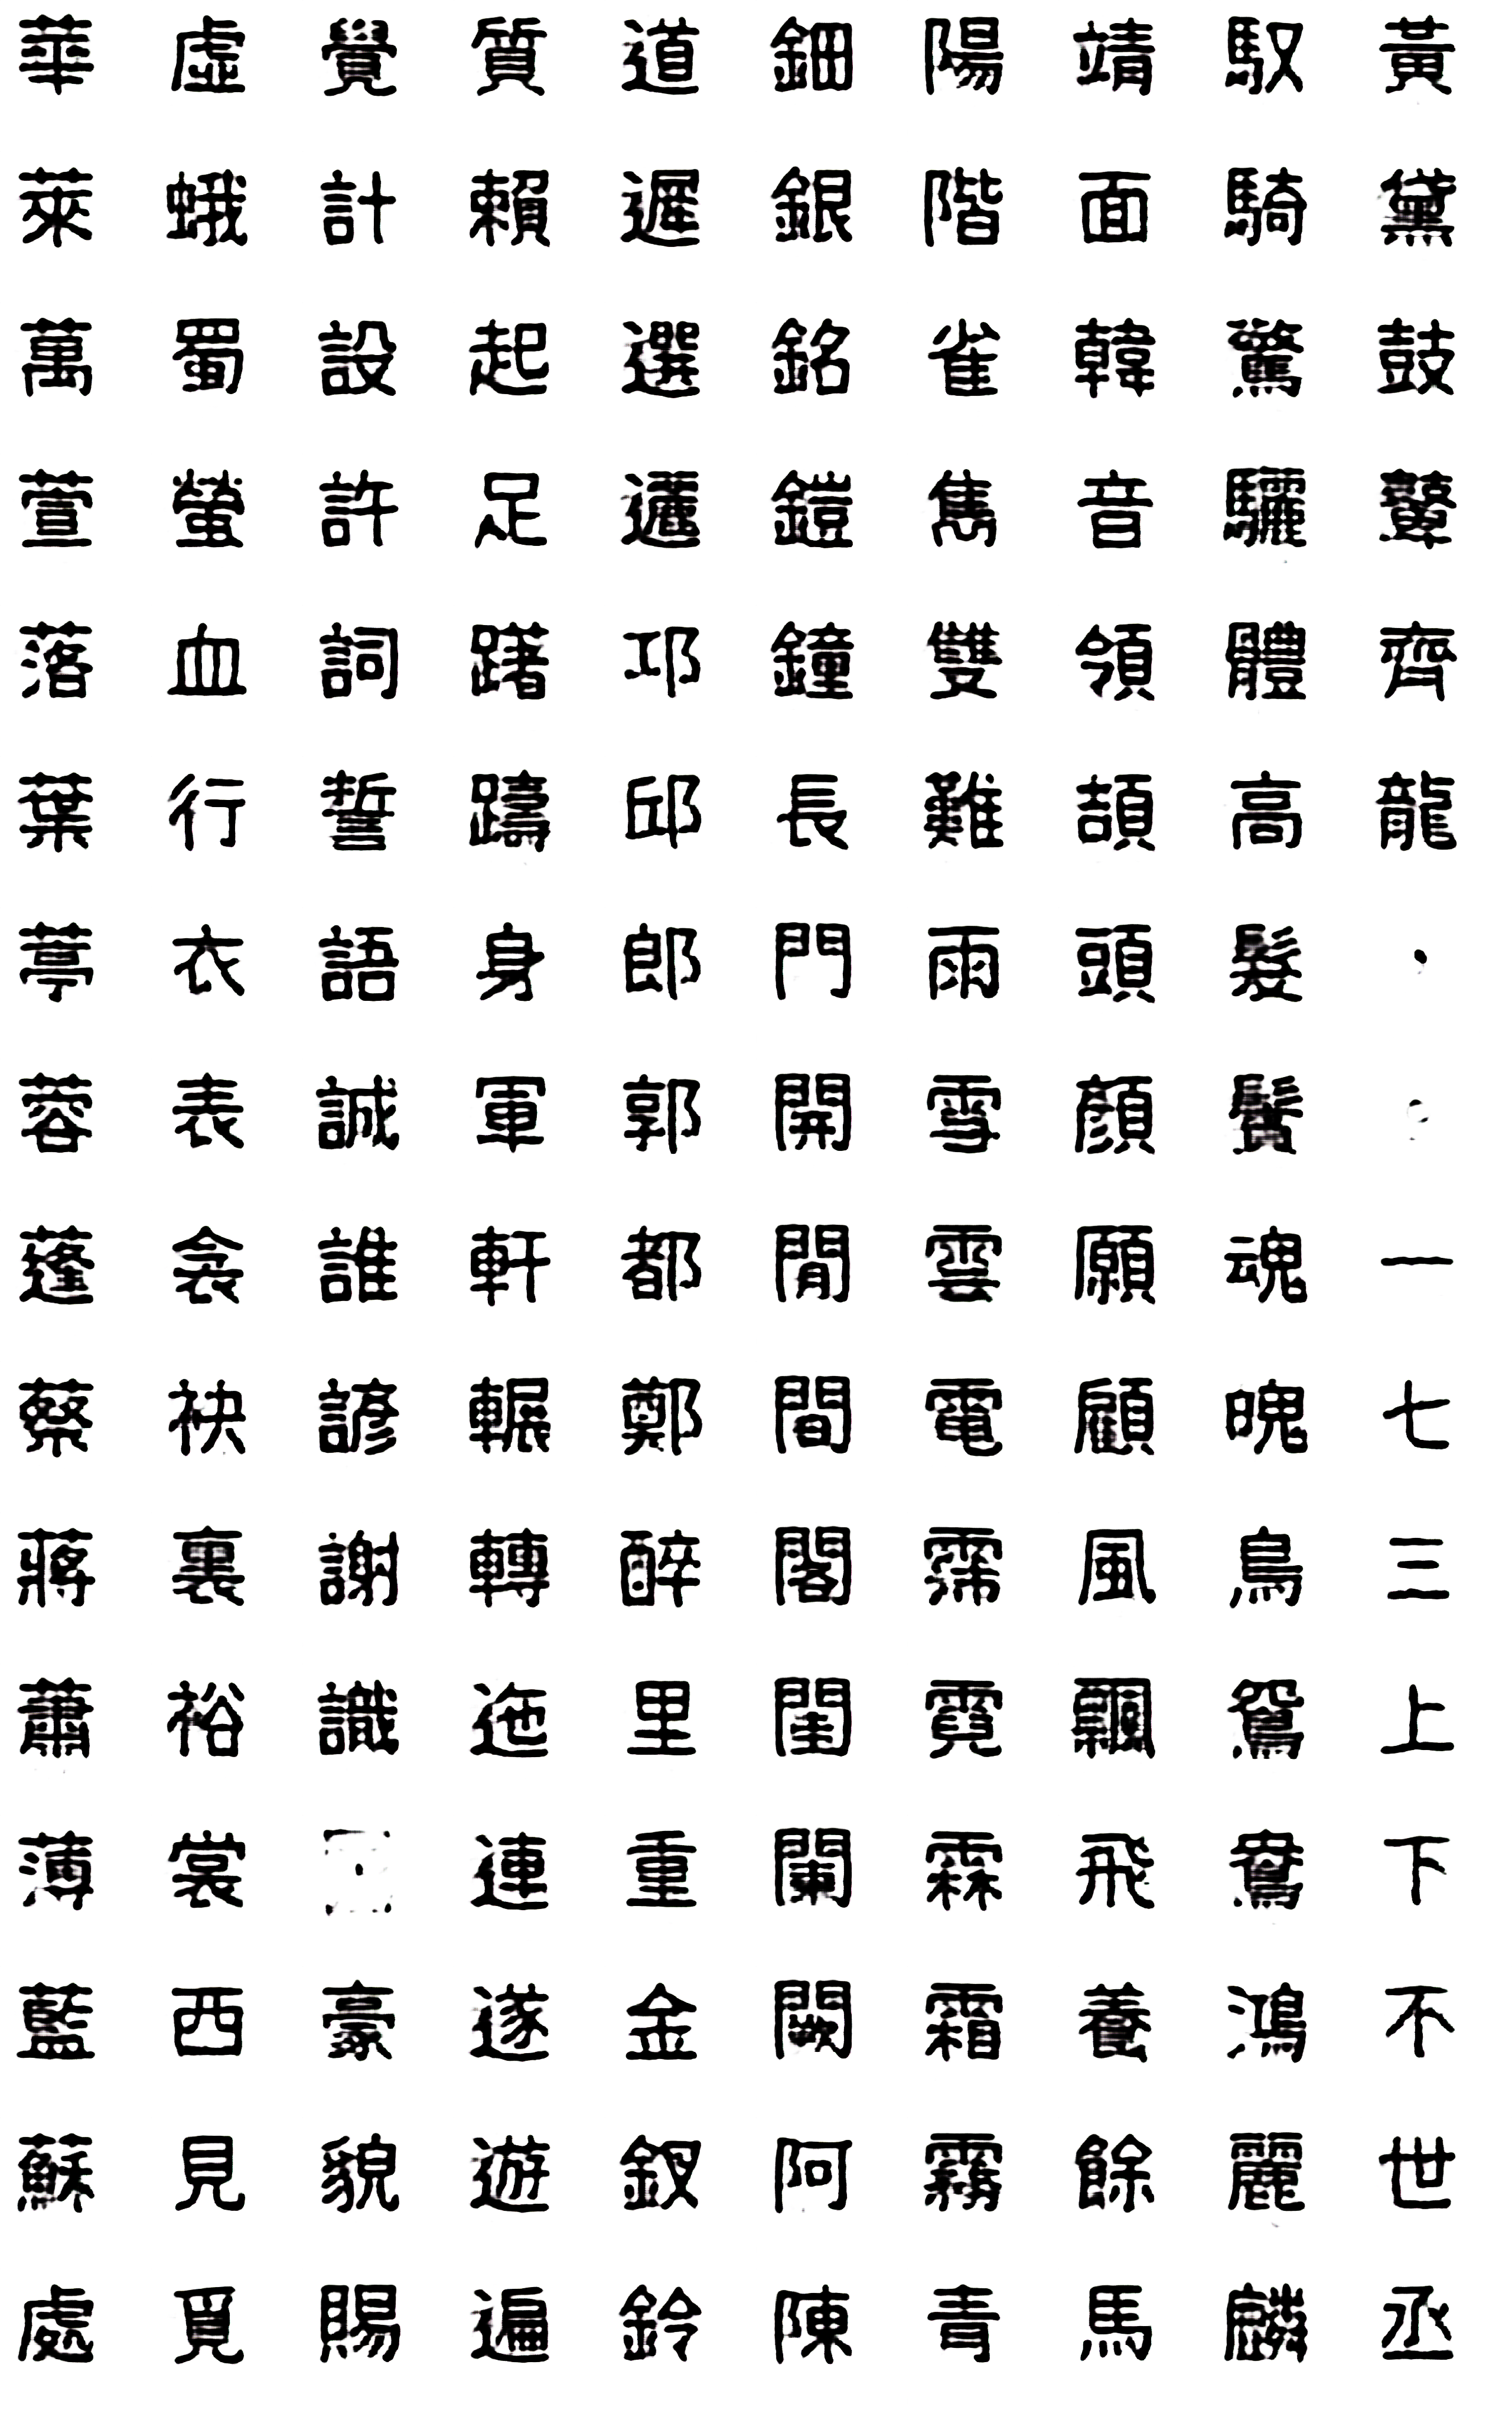 華虛覺質道鈿陽靖馭黃
萊蛾計賴遲銀階面騎黛
萬蜀設起選銘雀韓驚鼓
萱螢許足邐鎧雋音驪鼙
落血詞躇邛鐘雙領體齊
葉行誓躊邱長難頡高龍
葶衣語身郎門雨頭髮·
蓉表誠軍郭開雪顏鬢
蓬衾誰軒都閒雲願魂一
蔡袂諺輾鄭間電顧魄七
蔣裏謝轉醉閣霈風鳥三
蕭裕識迤里閨霓飄鴛上
薄裳連重闌霖飛鴦下
藍西豪遂金闕霜養鴻不
蘇見貌遊釵阿霧餘麗世
處覓賜遍鈴陳青馬麟丞